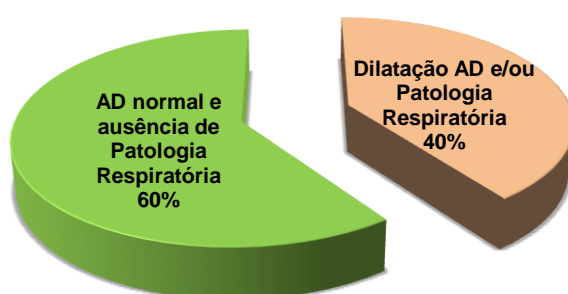 AD normal e
ausência de
Patologia
Respiratória
60%
Dilatação AD e/ou
Patologia
Respiratória
40%